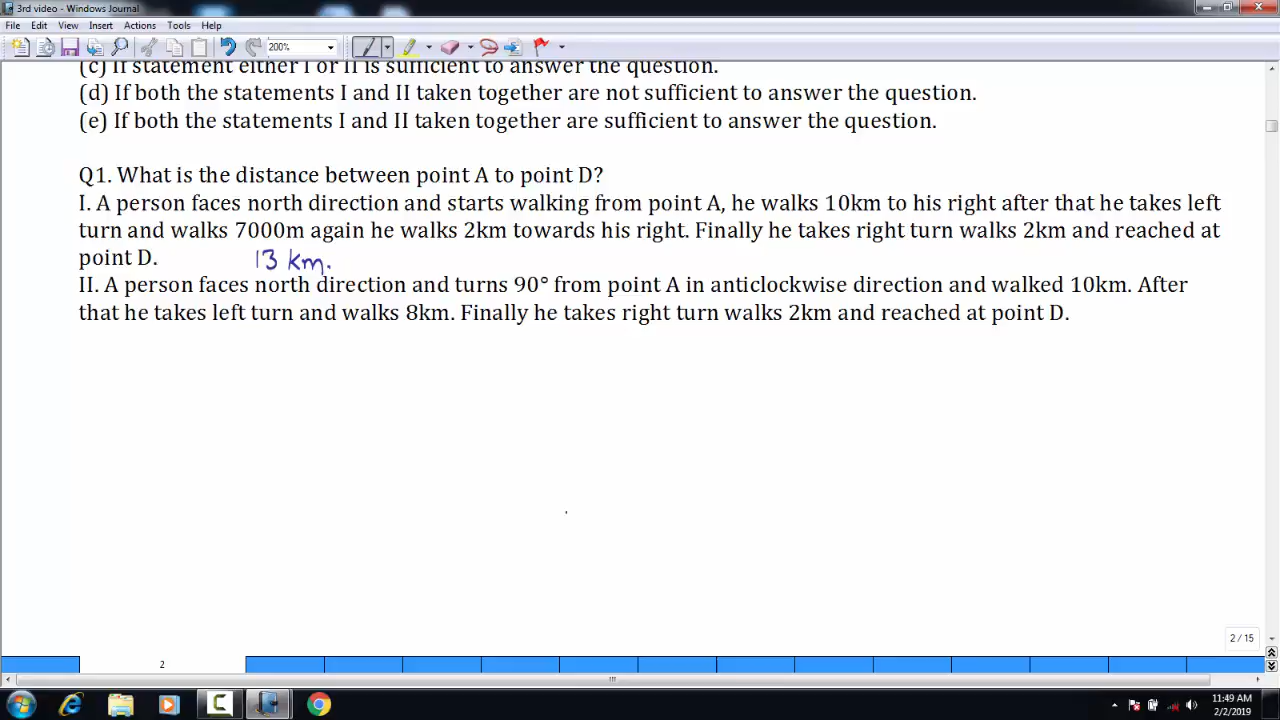 3rd video - Windows Journal
File Edit View Insert Actions Tools Help
200%
(c) If statement either I or II is sufficient to answer the question.
(d) If both the statements I and II taken together are not sufficient to answer the question.
(e) If both the statements I and II taken together are sufficient to answer the question.
Q1. What is the distance between point A to point D?
I. A person faces north direction and starts walking from point A, he walks 10km to his right after that he takes left
turn and walks 7000m again he walks 2km towards his right. Finally he takes right turn walks 2km and reached at
point D. 13 km.
II. A person faces north direction and turns 90° from point A in anticlockwise direction and walked 10km. After
that he takes left turn and walks 8km. Finally he takes right turn walks 2km and reached at point D.
2 / 15
2
11:49 AM
2/2/2019